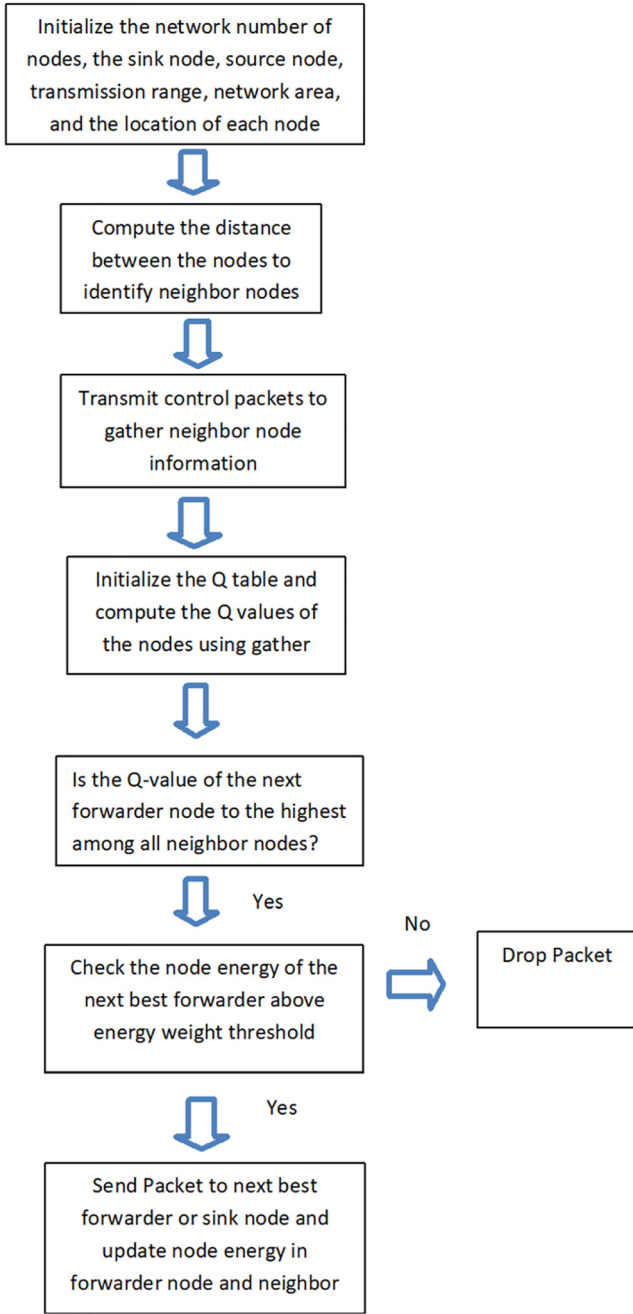 Initialize the network number of
nodes, the sink node, source node,
transmission range, network area,
and the location of each node
Compute the distance
between the nodes to
identify neighbor nodes
Transmit control packets to
gather neighbor node
information
Initialize the Q table and
compute the Q values of
the nodes using gather
Is the Q-value of the next
forwarder node to the highest
among all neighbor nodes?
Yes
No
Check the node energy of the
next best forwarder above
energy weight threshold
Drop Packet
Yes
Send Packet to next best
forwarder or sink node and
update node energy in
forwarder node and neighbor